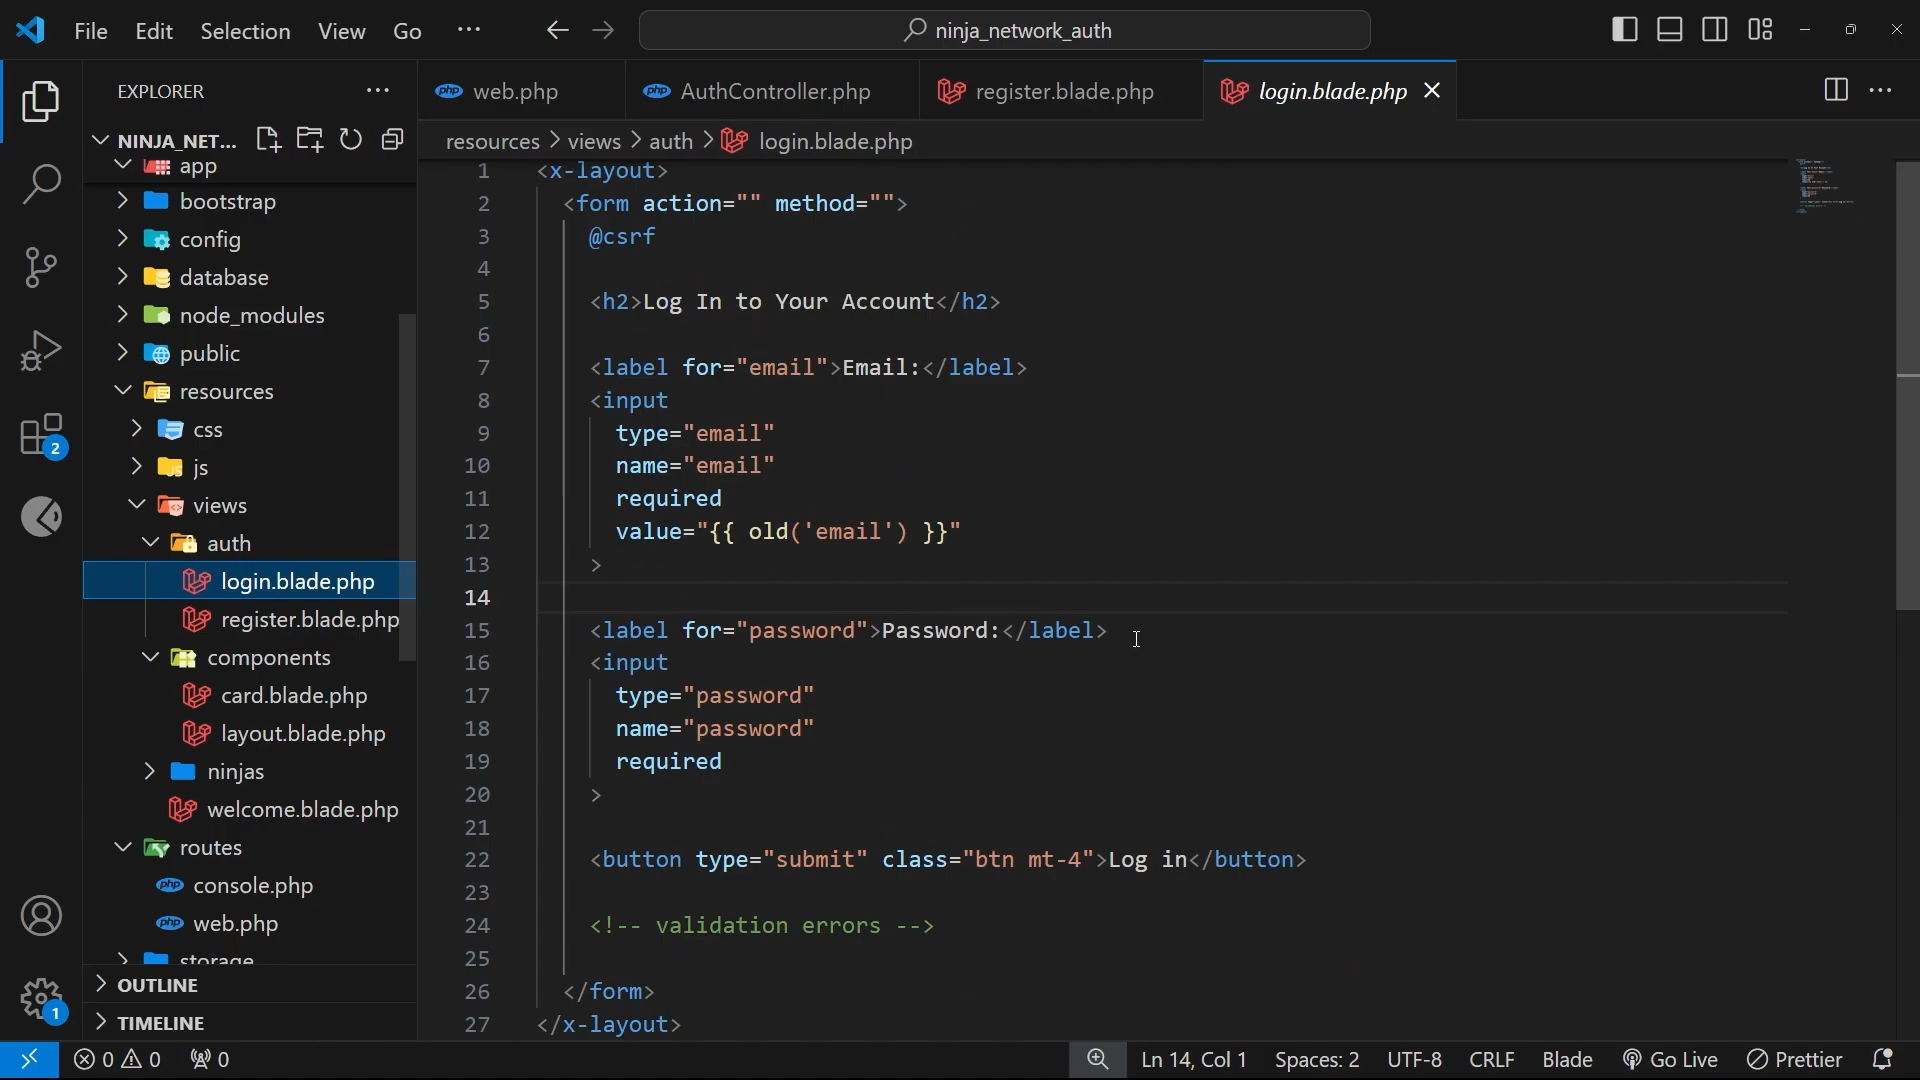 File Edit Selection View Go ··· ninja_network_auth
EXPLORER ···
web.php AuthController.php register.blade.php login.blade.php
NINJA_NET...
resources > views > auth > login.blade.php
app
bootstrap
config
database
node_modules
public
resources
css
js
views
auth
login.blade.php
register.blade.php
components
card.blade.php
layout.blade.php
ninjas
welcome.blade.php
routes
console.php
web.php
storage
OUTLINE
TIMELINE
2
1
1 <x-layout>
2 <form action="" method="">
3 @csrf
4
5 <h2>Log In to Your Account</h2>
6
7 <label for="email">Email:</label>
8 <input
9 type="email"
10 name="email"
11 required
12 value="{{ old('email') }}"
13 >
14
15 <label for="password">Password:</label>
16 <input
17 type="password"
18 name="password"
19 required
20 >
21
22 <button type="submit" class="btn mt-4">Log in</button>
23
24 <!-- validation errors -->
25
26 </form>
27 </x-layout>
0 0 0 Ln 14, Col 1 Spaces: 2 UTF-8 CRLF Blade Go Live Prettier